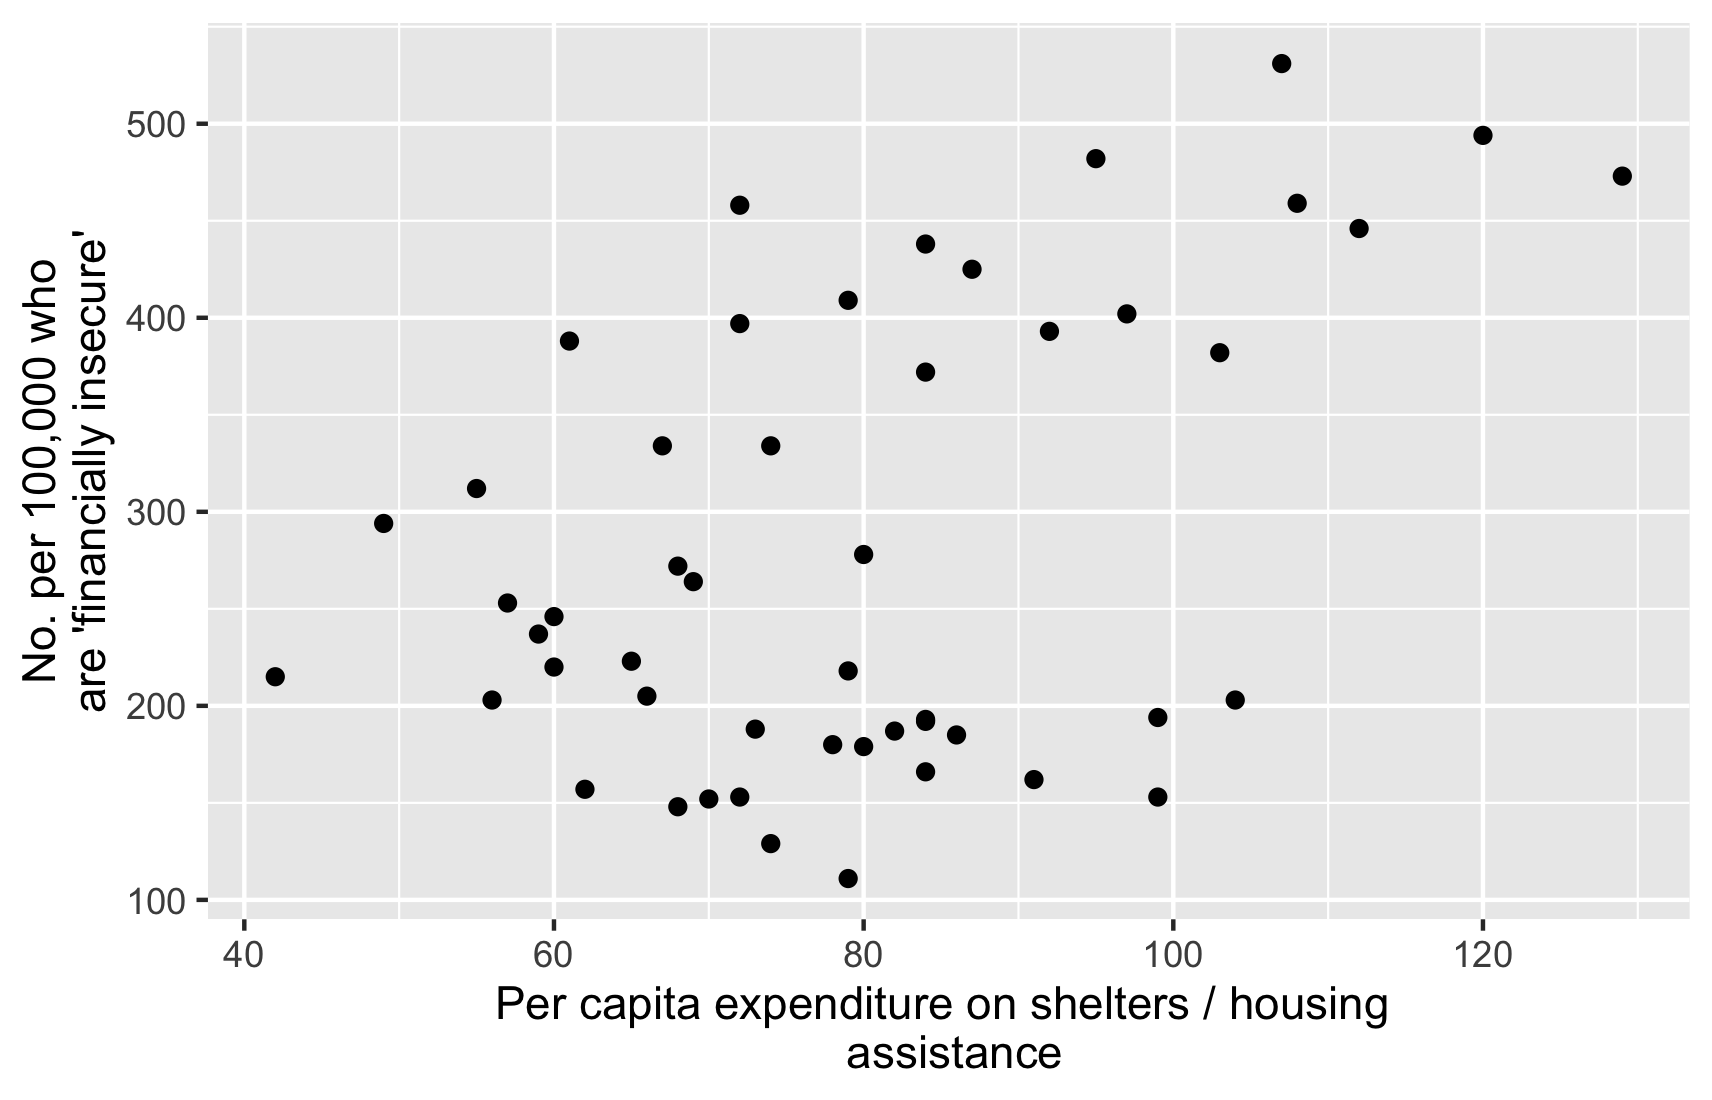 No. per 100,000 who
are 'financially insecure'
500
400
300
200
100
40
60
80
100
120
Per capita expenditure on shelters / housing
assistance